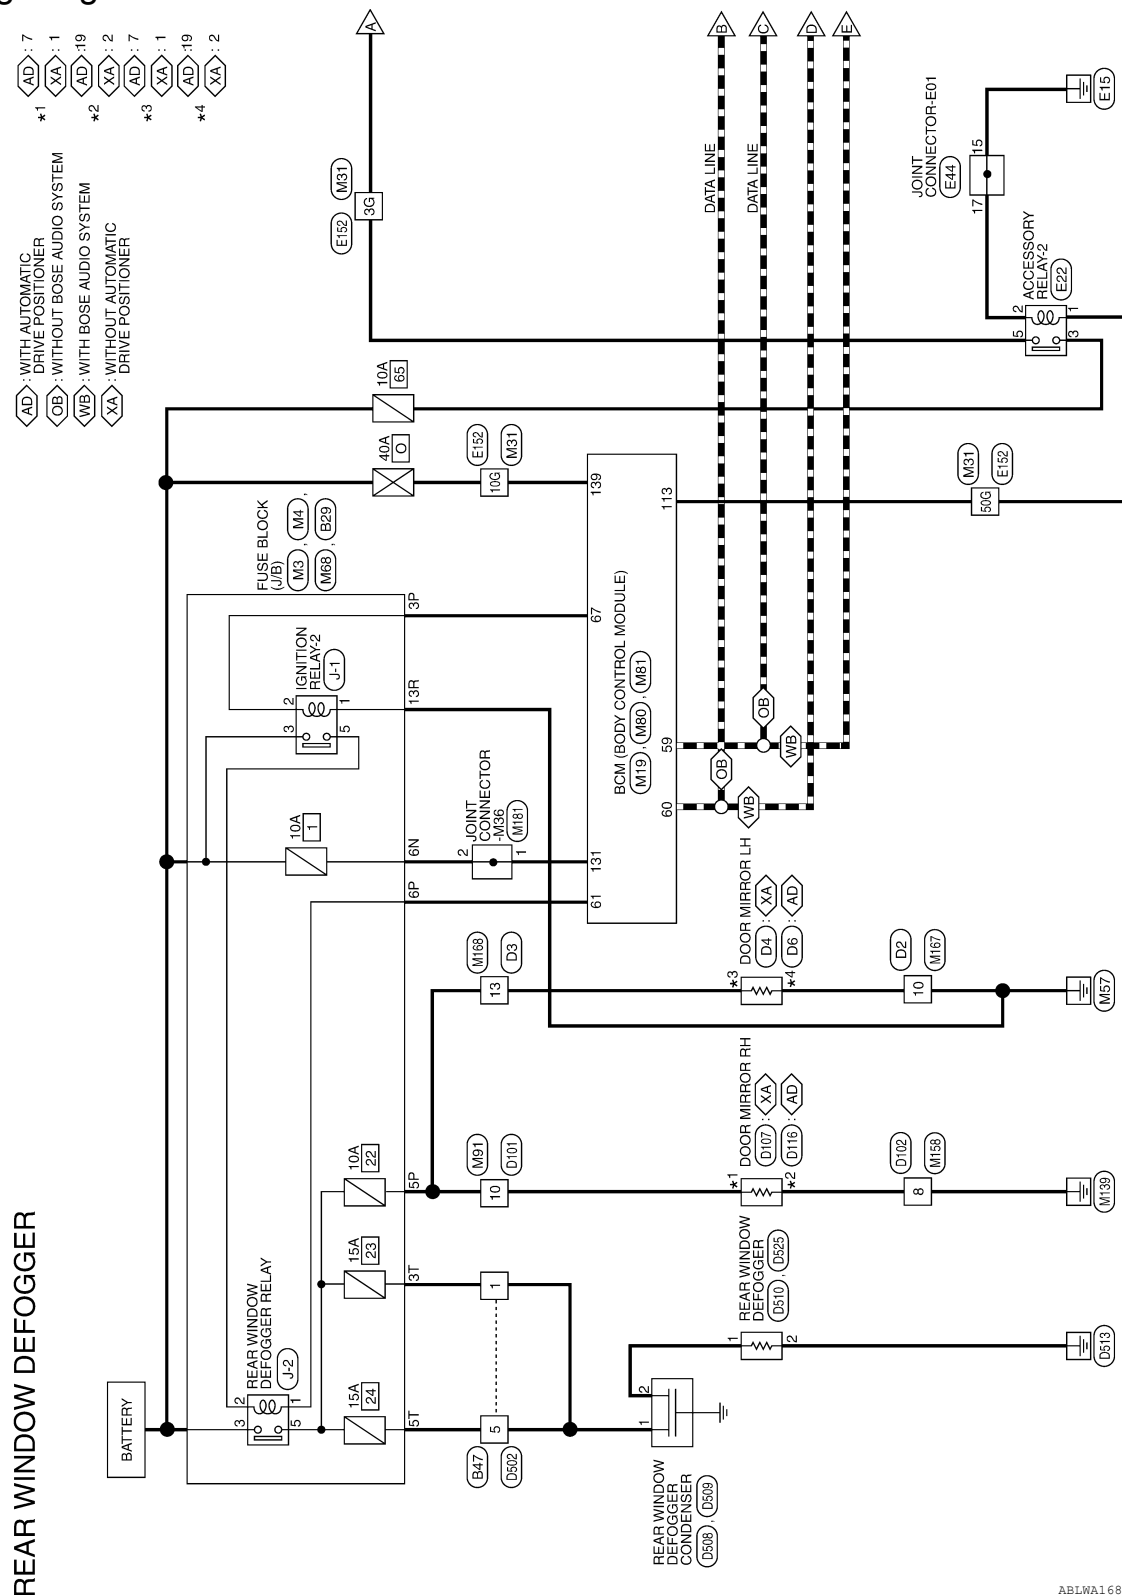 REAR WINDOW DEFOGGER
AD : WITH AUTOMATIC
DRIVE POSITIONER
OB : WITHOUT BOSE AUDIO SYSTEM
WB : WITH BOSE AUDIO SYSTEM
XA : WITHOUT AUTOMATIC
DRIVE POSITIONER
*1 AD : 7
XA : 1
*2 AD :19
XA : 2
*3 AD : 7
XA : 1
*4 AD :19
XA : 2
BATTERY
FUSE BLOCK
(J/B)
M3 , M4 ,
M68 , B29
REAR WINDOW
DEFOGGER RELAY
J-2
2
1
3
5
15A
24
15A
23
10A
22
5T
3T
5P
10A
1
IGNITION
RELAY-2
J-1
2
1
3
5
6P
6N
13R
3P
40A
O
10A
65
B47
D502
5
1
M91
D101
10
M168
D3
13
JOINT
CONNECTOR
-M36
M181
2
1
E152
M31
10G
E152
M31
3G
A
BCM (BODY CONTROL MODULE)
M19 , M80 , M81
61
131
67
139
60
59
113
REAR WINDOW
DEFOGGER
CONDENSER
D508 , D509
1
2
REAR WINDOW
DEFOGGER
D510 , D525
1
2
DOOR MIRROR RH
D107 : XA
D116 : AD
*1
*2
DOOR MIRROR LH
D4 : XA
D6 : AD
*3
*4
OB
WB
OB
WB
DATA LINE
DATA LINE
B
C
D
E
D102
M158
8
D2
M167
10
M31
E152
50G
JOINT
CONNECTOR-E01
E44
17
15
ACCESSORY
RELAY-2
E22
5
2
3
1
D513
M139
M57
E15
ABLWA168